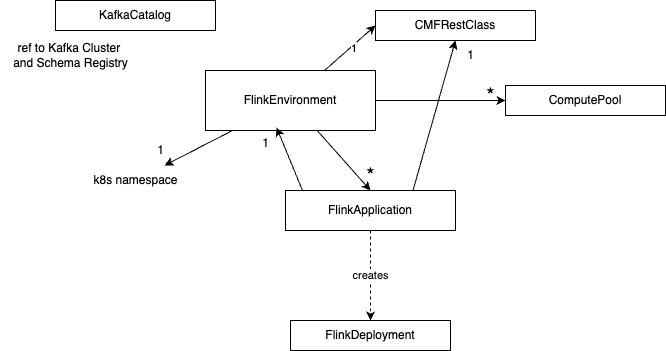 KafkaCatalog
CMFRestClass
ref to Kafka Cluster
and Schema Registry
1
1
FlinkEnvironment
*
ComputePool
1
1
k8s namespace
*
FlinkApplication
creates
FlinkDeployment